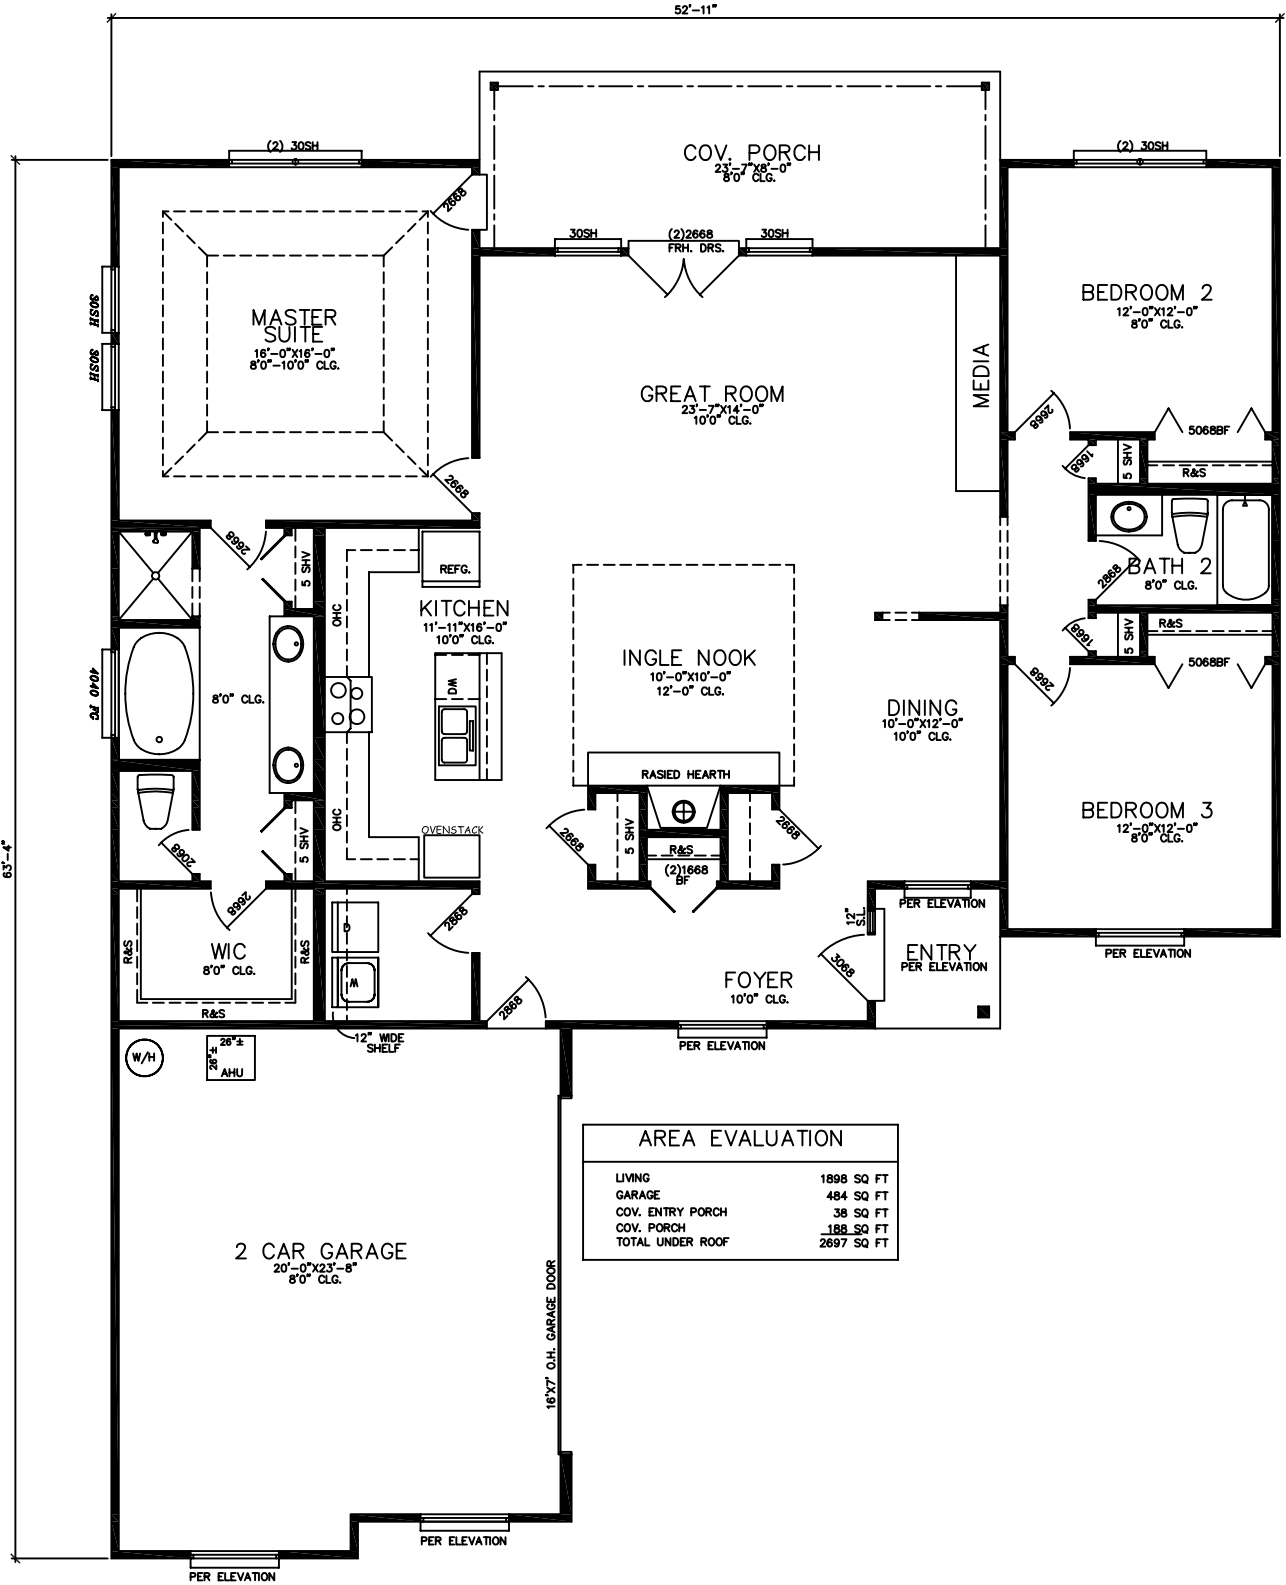 52'-11"
(2) 30SH
COV. PORCH
23'-7"X8'-0"
8'0" CLG.
(2) 30SH
2668
30SH
(2)2668
FRH. DRS.
30SH
30SH
30SH
MASTER
SUITE
16'-0"X16'-0"
8'0"-10'0" CLG.
BEDROOM 2
12'-0"X12'-0"
8'0" CLG.
MEDIA
GREAT ROOM
23'-7"X14'-0"
10'0" CLG.
2668
5068BF
1668
5 SHV
R&S
2668
2668
5 SHV
REFG.
BATH 2
8'0" CLG.
2868
KITCHEN
11'-11"X16'-0"
10'0" CLG.
OHC
1668
5 SHV
R&S
5068BF
2668
INGLE NOOK
10'-0"X10'-0"
12'-0" CLG.
4040 FG
8'0" CLG.
WD
DINING
10'-0"X12'-0"
10'0" CLG.
RASIED HEARTH
BEDROOM 3
12'-0"X12'-0"
8'0" CLG.
OHC
OVENSTACK
2668
5 SHV
R&S
(2)1668
BF
2668
2068
5 SHV
63'-4"
2668
R&S
WIC
8'0" CLG.
R&S
R&S
D
W
2868
12"
S.L.
PER ELEVATION
ENTRY
PER ELEVATION
PER ELEVATION
3068
FOYER
10'0" CLG.
2868
12" WIDE
SHELF
PER ELEVATION
W/H
26"±
26"±
AHU
AREA EVALUATION
LIVING 1898 SQ FT
GARAGE 484 SQ FT
COV. ENTRY PORCH 38 SQ FT
COV. PORCH 188 SQ FT
TOTAL UNDER ROOF 2697 SQ FT
2 CAR GARAGE
20'-0"X23'-8"
8'0" CLG.
16'X7' O.H. GARAGE DOOR
PER ELEVATION
PER ELEVATION